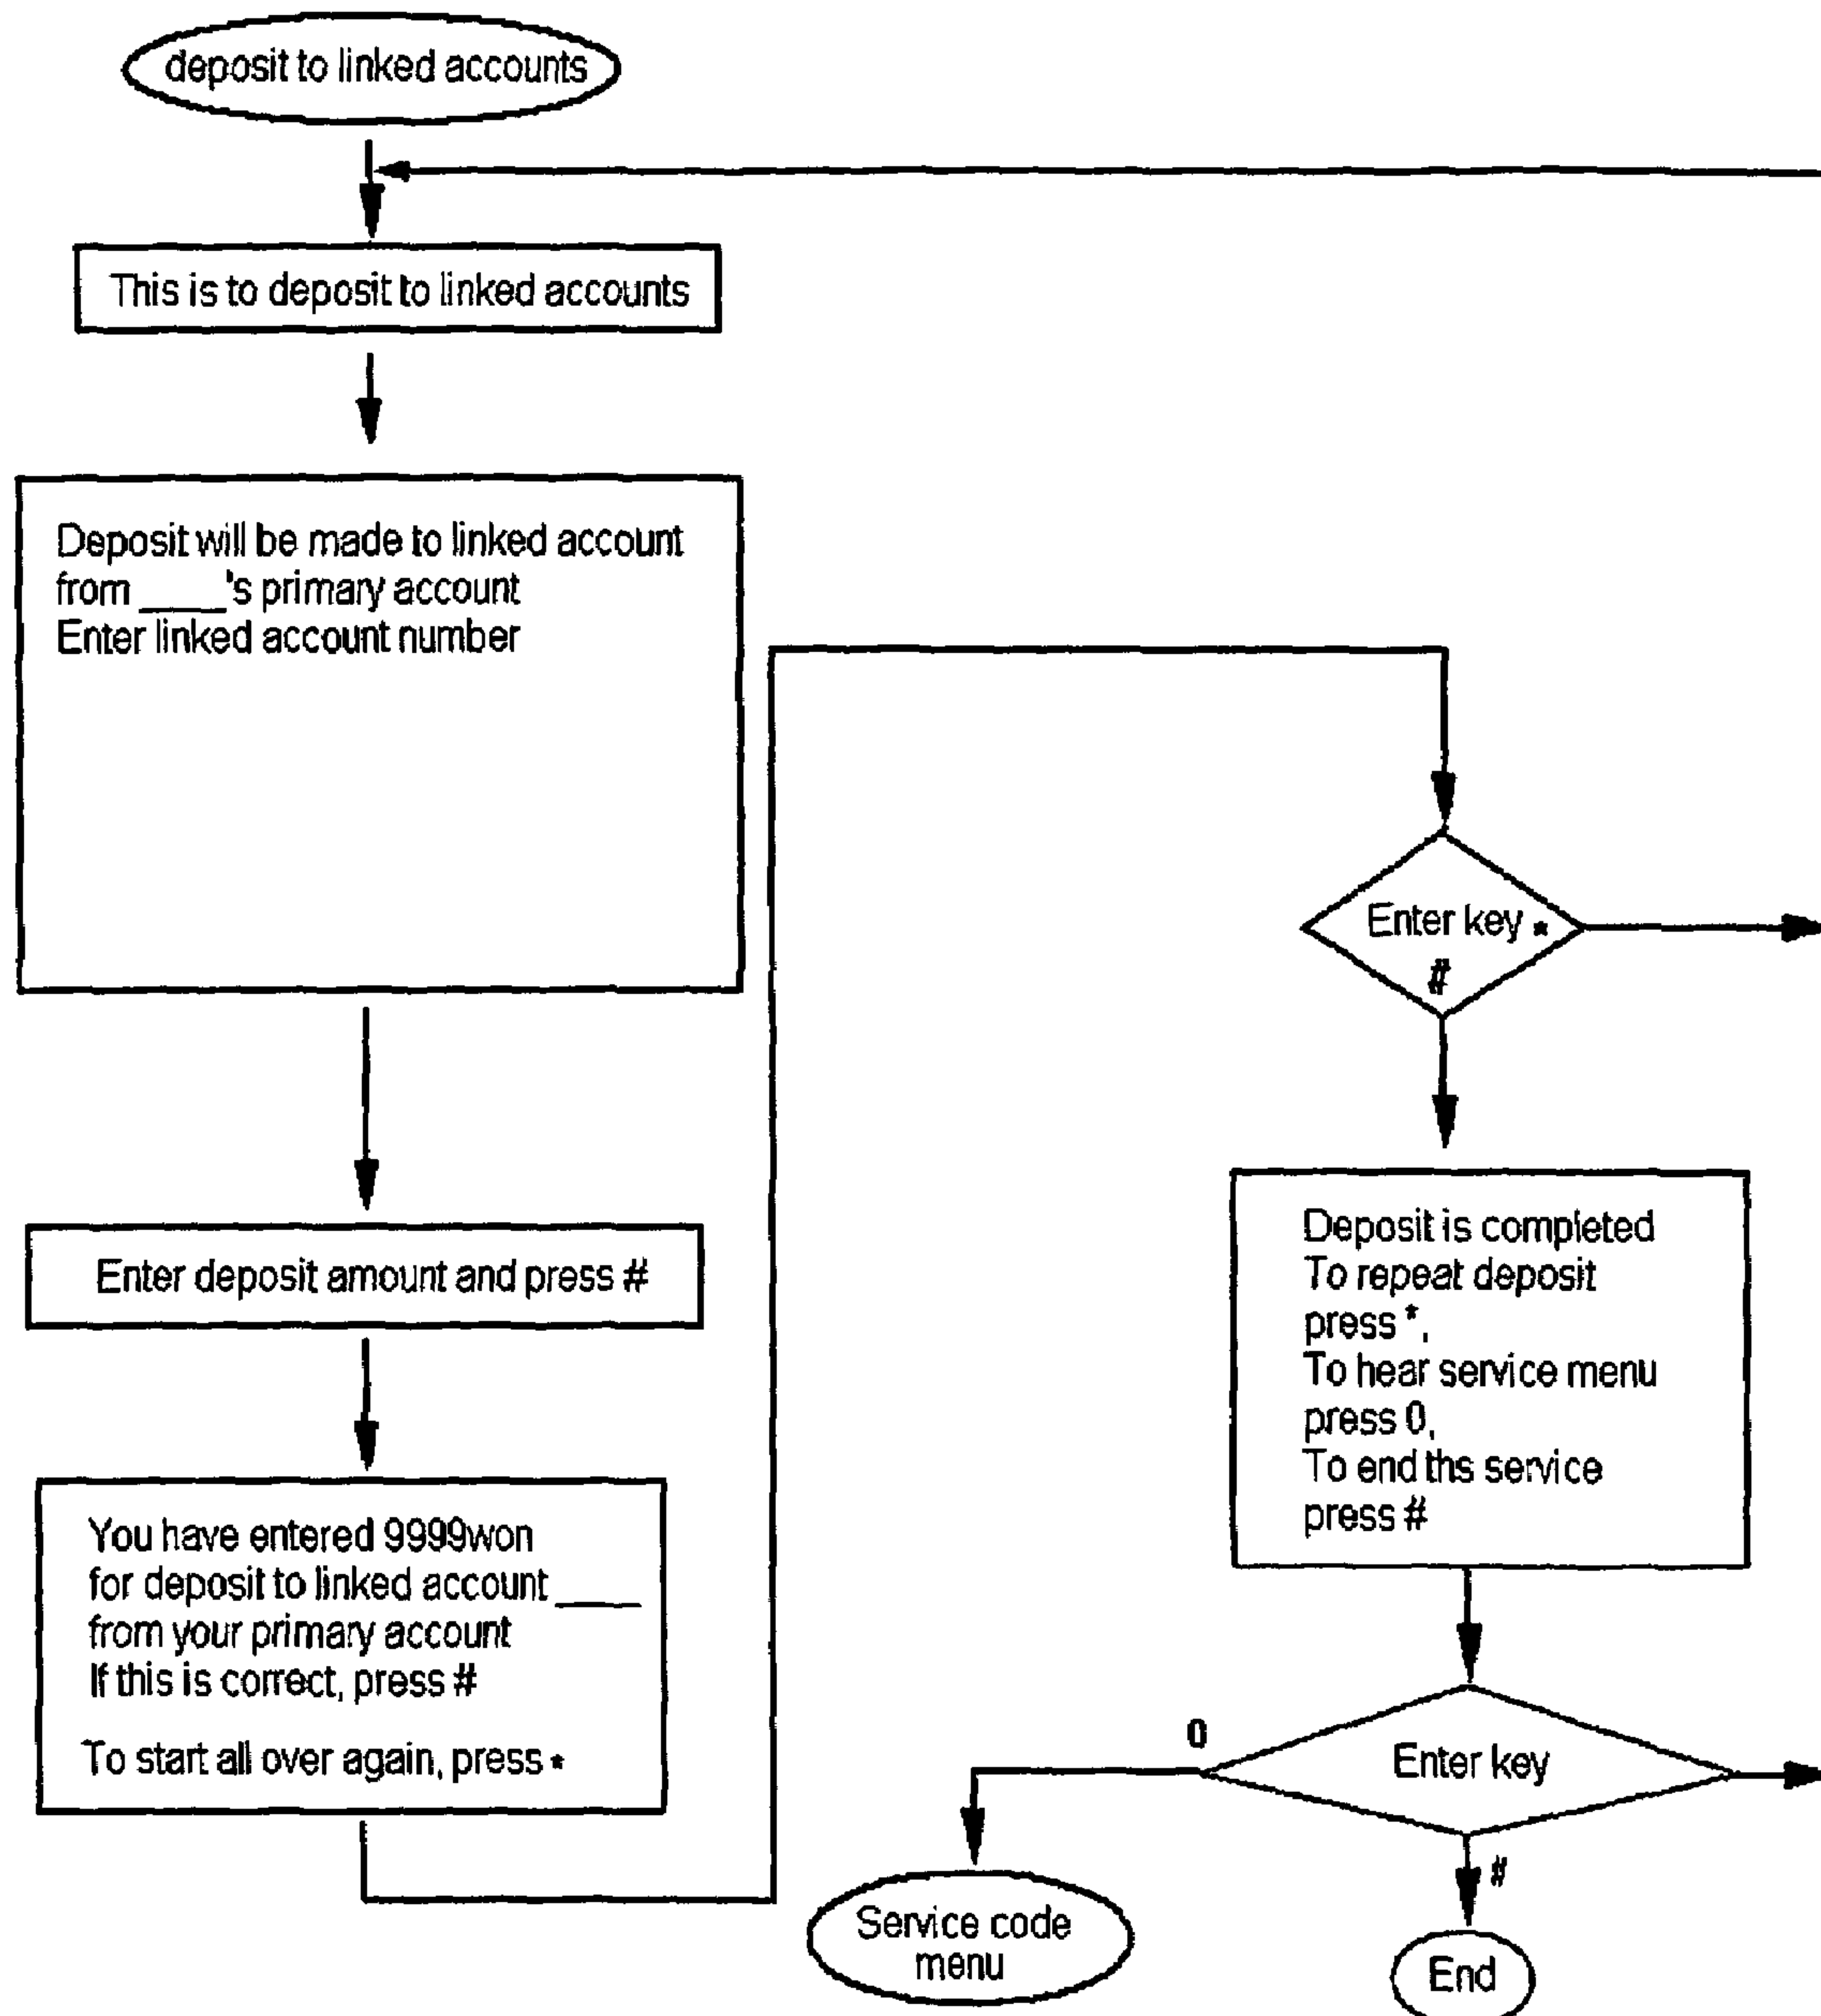 deposit to linked accounts
This is to deposit to linked accounts
Deposit will be made to linked account
from ____'s primary account
Enter linked account number
Enter deposit amount and press #
You have entered 9999won
for deposit to linked account ____
from your primary account
If this is correct, press #
To start all over again, press *
Enter key *
#
Deposit is completed
To repeat deposit
press *,
To hear service menu
press 0,
To end ths service
press #
0
Enter key
#
Service code
menu
End